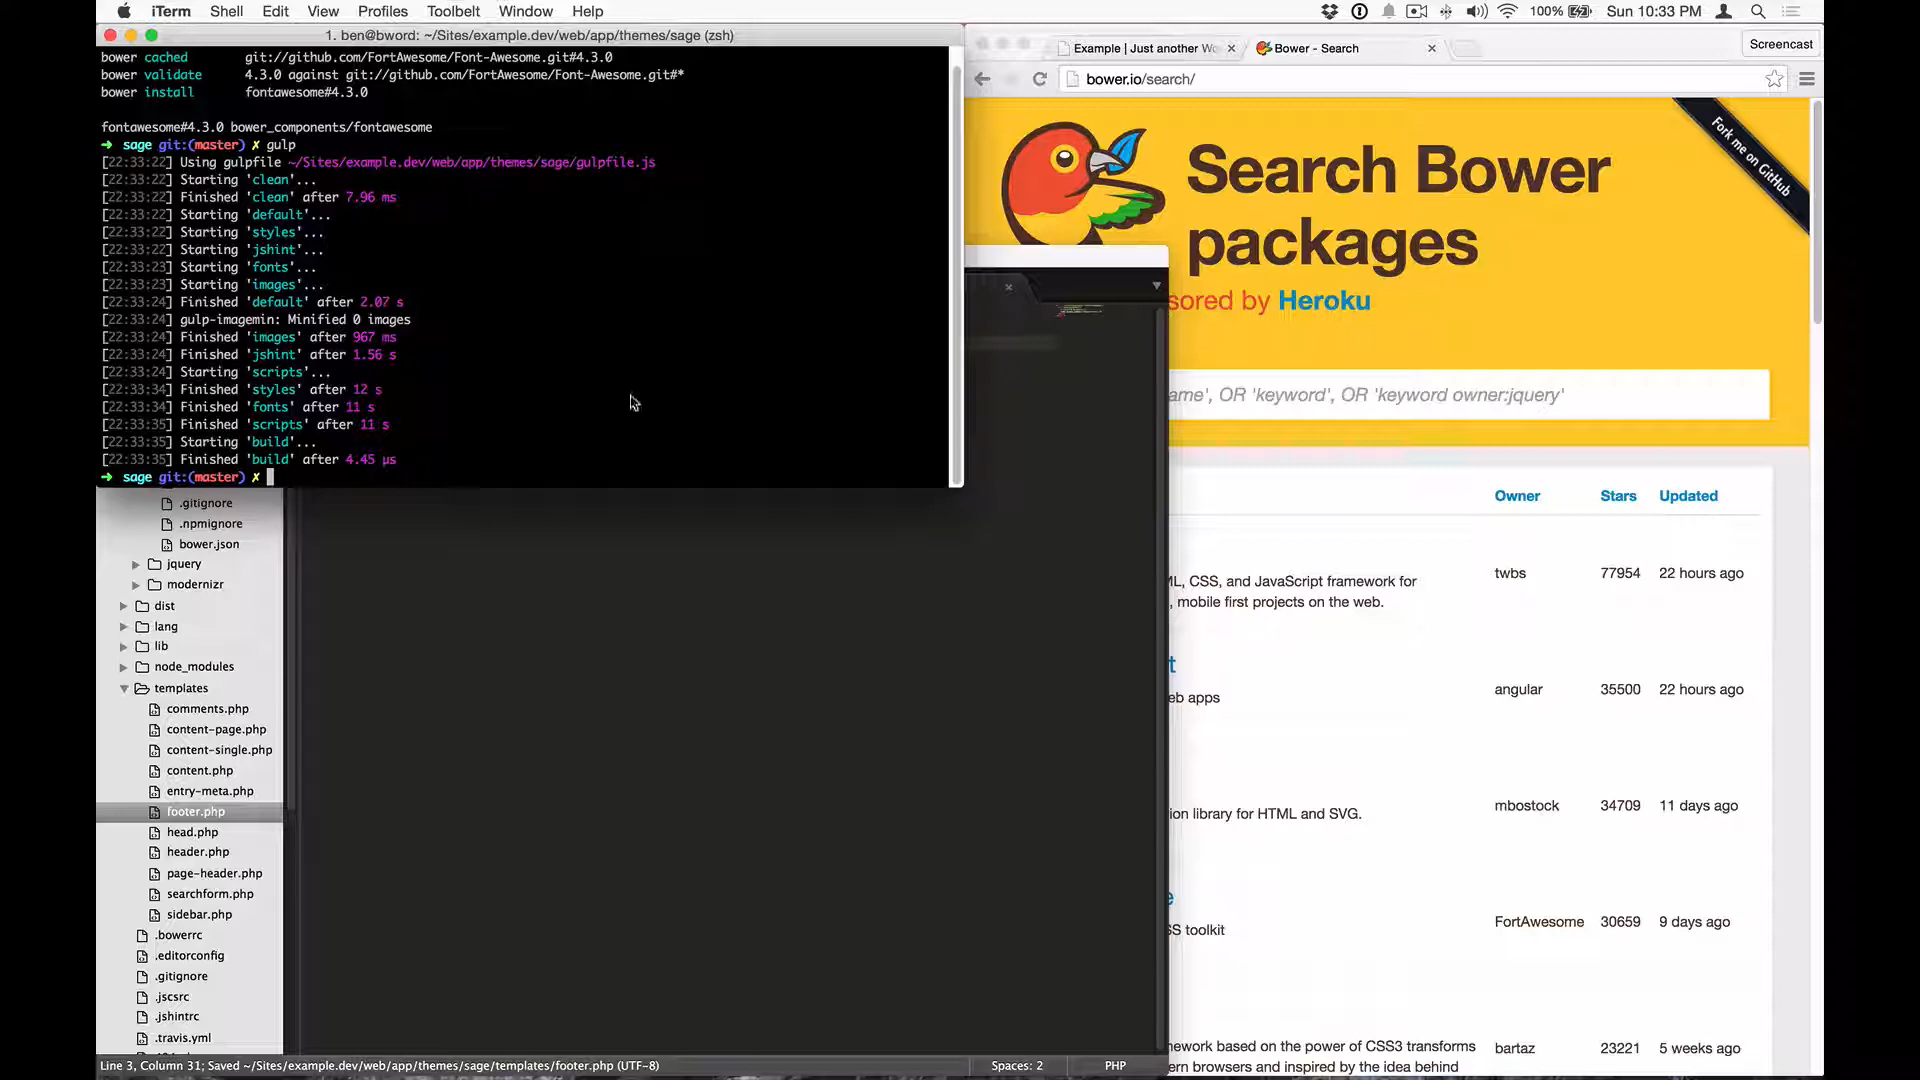 iTerm Shell Edit View Profiles Toolbelt Window Help
100% Sun 10:33 PM
1. ben@bword: ~/Sites/example.dev/web/app/themes/sage (zsh)
bower cached git://github.com/FortAwesome/Font-Awesome.git#4.3.0
bower validate 4.3.0 against git://github.com/FortAwesome/Font-Awesome.git#*
bower install fontawesome#4.3.0
fontawesome#4.3.0 bower_components/fontawesome
➜ sage git:(master) ✗ gulp
[22:33:22] Using gulpfile ~/Sites/example.dev/web/app/themes/sage/gulpfile.js
[22:33:22] Starting 'clean'...
[22:33:22] Finished 'clean' after 7.96 ms
[22:33:22] Starting 'default'...
[22:33:22] Starting 'styles'...
[22:33:22] Starting 'jshint'...
[22:33:23] Starting 'fonts'...
[22:33:23] Starting 'images'...
[22:33:24] Finished 'default' after 2.07 s
[22:33:24] gulp-imagemin: Minified 0 images
[22:33:24] Finished 'images' after 967 ms
[22:33:24] Finished 'jshint' after 1.56 s
[22:33:24] Starting 'scripts'...
[22:33:34] Finished 'styles' after 12 s
[22:33:34] Finished 'fonts' after 11 s
[22:33:35] Finished 'scripts' after 11 s
[22:33:35] Starting 'build'...
[22:33:35] Finished 'build' after 4.45 μs
➜ sage git:(master) ✗
.gitignore
.npmignore
bower.json
jquery
modernizr
dist
lang
lib
node_modules
templates
comments.php
content-page.php
content-single.php
content.php
entry-meta.php
footer.php
head.php
header.php
page-header.php
searchform.php
sidebar.php
.bowerrc
.editorconfig
.gitignore
.jscsrc
.jshintrc
.travis.yml
Line 3, Column 31; Saved ~/Sites/example.dev/web/app/themes/sage/templates/footer.php (UTF-8)
Spaces: 2 PHP
Example | Just another Wo
Bower - Search
Screencast
bower.io/search/
Fork me on GitHub
Search Bower
packages
sored by Heroku
ame', OR 'keyword', OR 'keyword owner:jquery'
Owner Stars Updated
ML, CSS, and JavaScript framework for
, mobile first projects on the web.
twbs 77954 22 hours ago
t
eb apps
angular 35500 22 hours ago
ion library for HTML and SVG.
mbostock 34709 11 days ago
e
SS toolkit
FortAwesome 30659 9 days ago
ework based on the power of CSS3 transforms
ern browsers and inspired by the idea behind
bartaz 23221 5 weeks ago